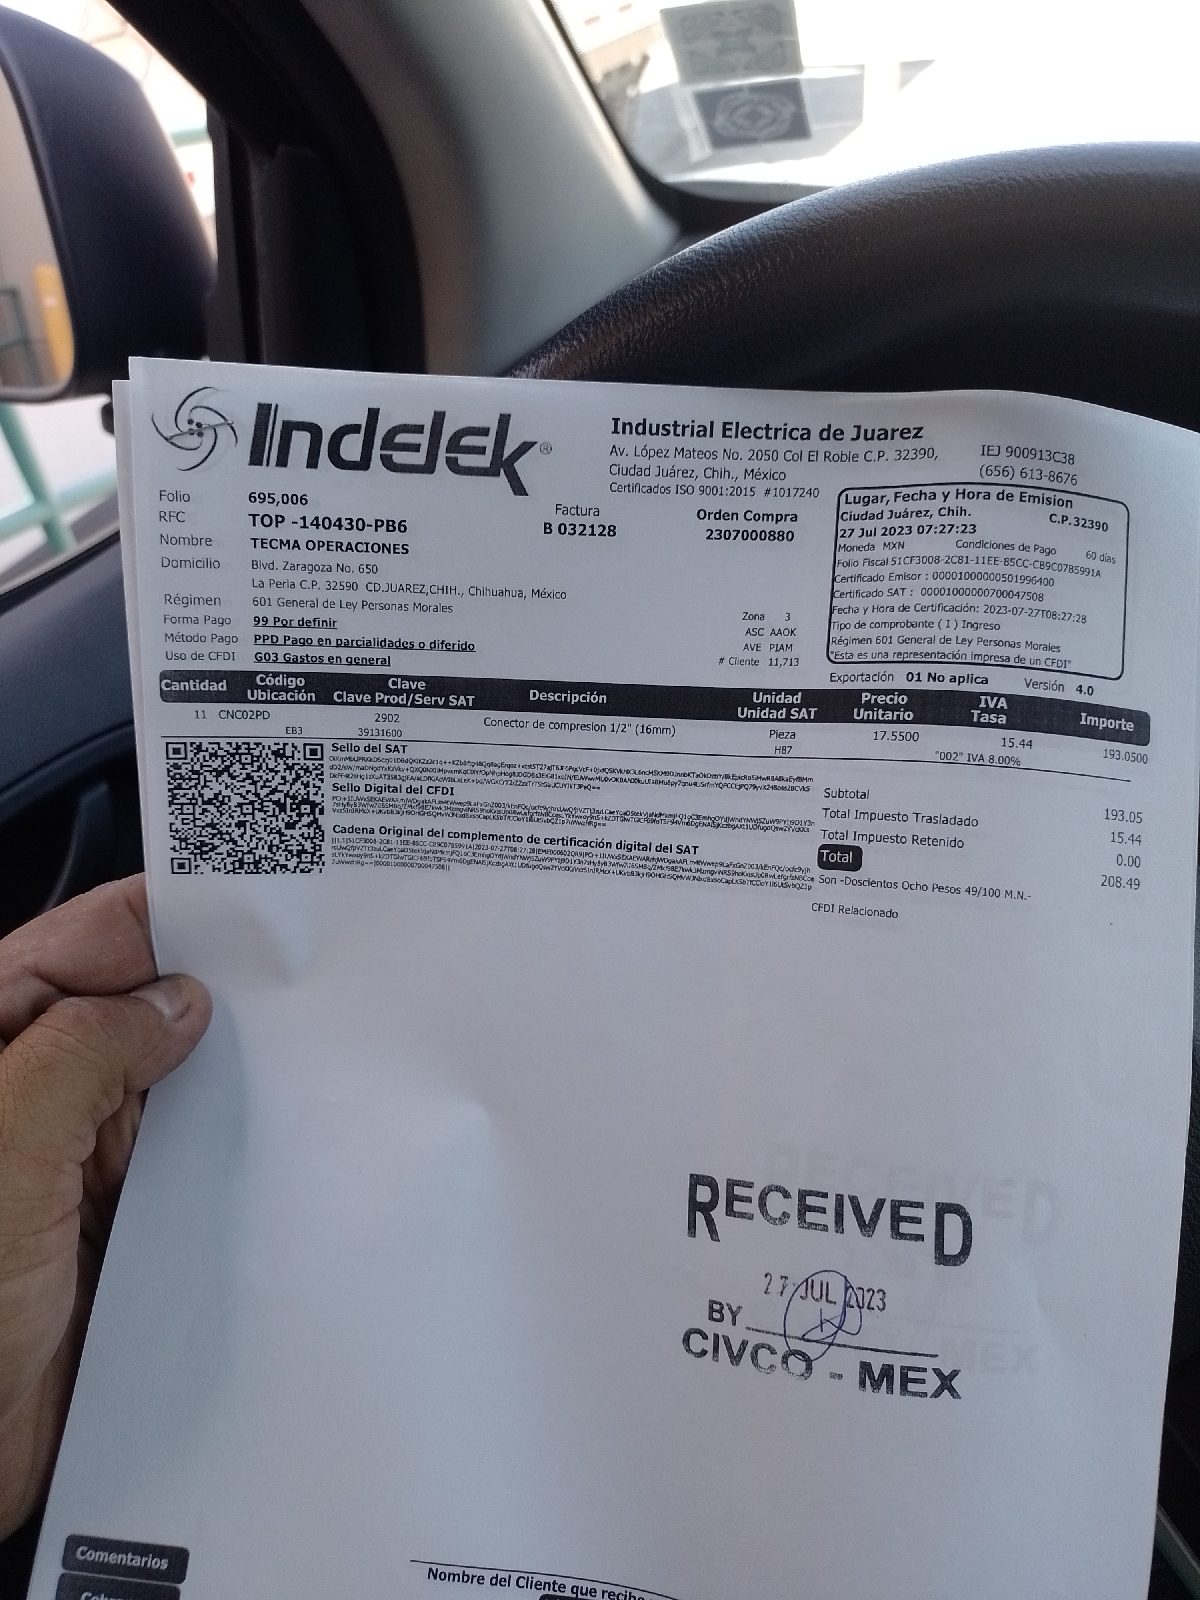 Indelek®
Industrial Electrica de Juarez
Av. López Mateos No. 2050 Col El Roble C.P. 32390,
Ciudad Juárez, Chih., México
Certificados ISO 9001:2015 #1017240
IEJ 900913C38
(656) 613-8676
Folio 695,006
RFC TOP -140430-PB6
Nombre TECMA OPERACIONES
Domicilio Blvd. Zaragoza No. 650
La Perla C.P. 32590 CD.JUAREZ,CHIH., Chihuahua, México
Régimen 601 General de Ley Personas Morales
Forma Pago 99 Por definir
Método Pago PPD Pago en parcialidades o diferido
Uso de CFDI G03 Gastos en general
Factura
B 032128
Orden Compra
2307000880
Zona 3
ASC AAOK
AVE PIAM
# Cliente 11,713
Lugar, Fecha y Hora de Emision
Ciudad Juárez, Chih. C.P.32390
27 Jul 2023 07:27:23
Moneda MXN Condiciones de Pago 60 días
Folio Fiscal 51CF3008-2C81-11EE-85CC-CB9C0785991A
Certificado Emisor : 00001000000501996400
Certificado SAT : 00001000000700047508
Fecha y Hora de Certificación: 2023-07-27T08:27:28
Tipo de comprobante ( I ) Ingreso
Régimen 601 General de Ley Personas Morales
"Esta es una representación impresa de un CFDI"
Exportación 01 No aplica Versión 4.0
Cantidad Código Ubicación Clave Clave Prod/Serv SAT Descripción Unidad Unidad SAT Precio Unitario IVA Tasa Importe
11 CNC02PD 2902 Conector de compresion 1/2" (16mm) Pieza 17.5500 15.44 193.0500
EB3 39131600 H87 "002" IVA 8.00%
Sello del SAT
Sello Digital del CFDI
Cadena Original del complemento de certificación digital del SAT
Subtotal 193.05
Total Impuesto Trasladado 15.44
Total Impuesto Retenido 0.00
Total 208.49
Son -Doscientos Ocho Pesos 49/100 M.N.-
CFDI Relacionado
RECEIVED
27 JUL 2023
BY
CIVCO - MEX
Comentarios
Nombre del Cliente que recibe